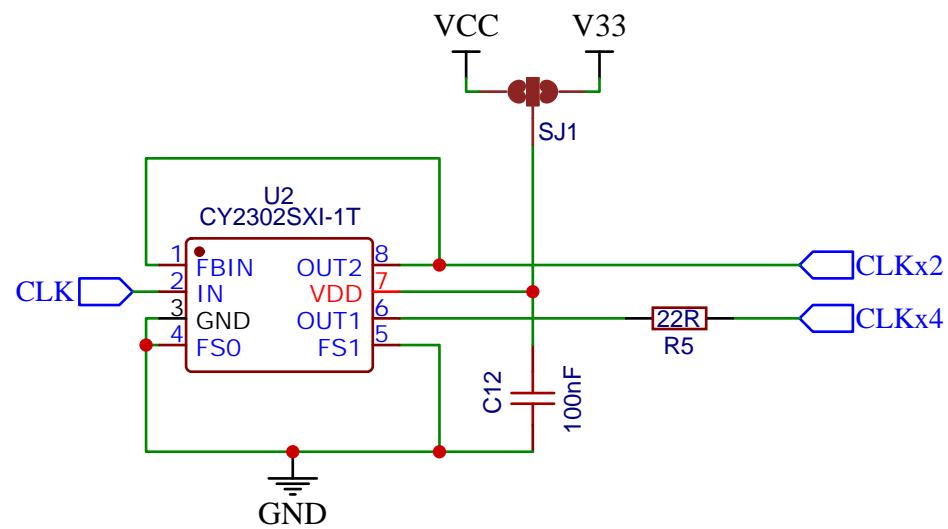 VCC
V33
SJ1
U2
CY2302SXI-1T
1
FBIN
OUT2
8
CLKx2
CLK
2
IN
VDD
7
3
GND
OUT1
6
22R
CLKx4
4
FS0
FS1
5
R5
C12
100nF
GND